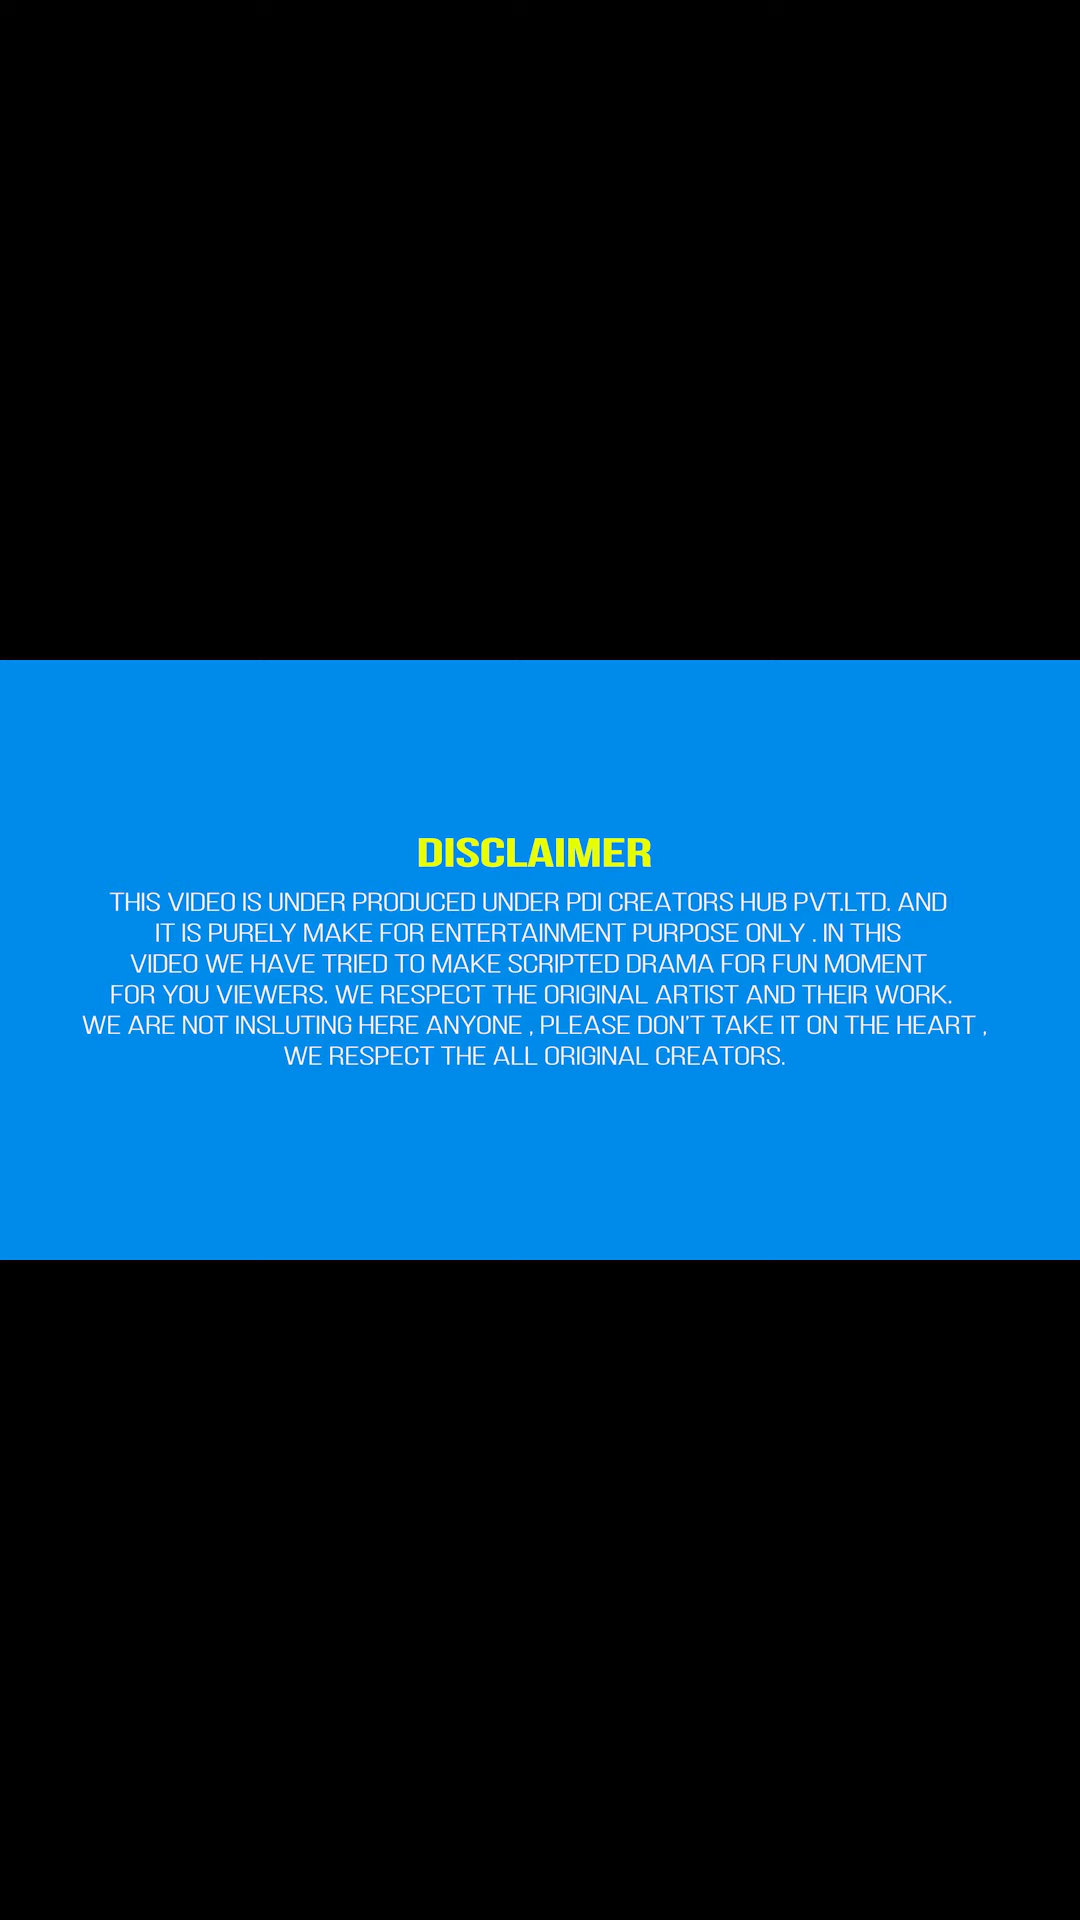 DISCLAIMER
THIS VIDEO IS UNDER PRODUCED UNDER PDI CREATORS HUB PVT.LTD. AND
IT IS PURELY MAKE FOR ENTERTAINMENT PURPOSE ONLY . IN THIS
VIDEO WE HAVE TRIED TO MAKE SCRIPTED DRAMA FOR FUN MOMENT
FOR YOU VIEWERS. WE RESPECT THE ORIGINAL ARTIST AND THEIR WORK.
WE ARE NOT INSLUTING HERE ANYONE , PLEASE DON'T TAKE IT ON THE HEART ,
WE RESPECT THE ALL ORIGINAL CREATORS.